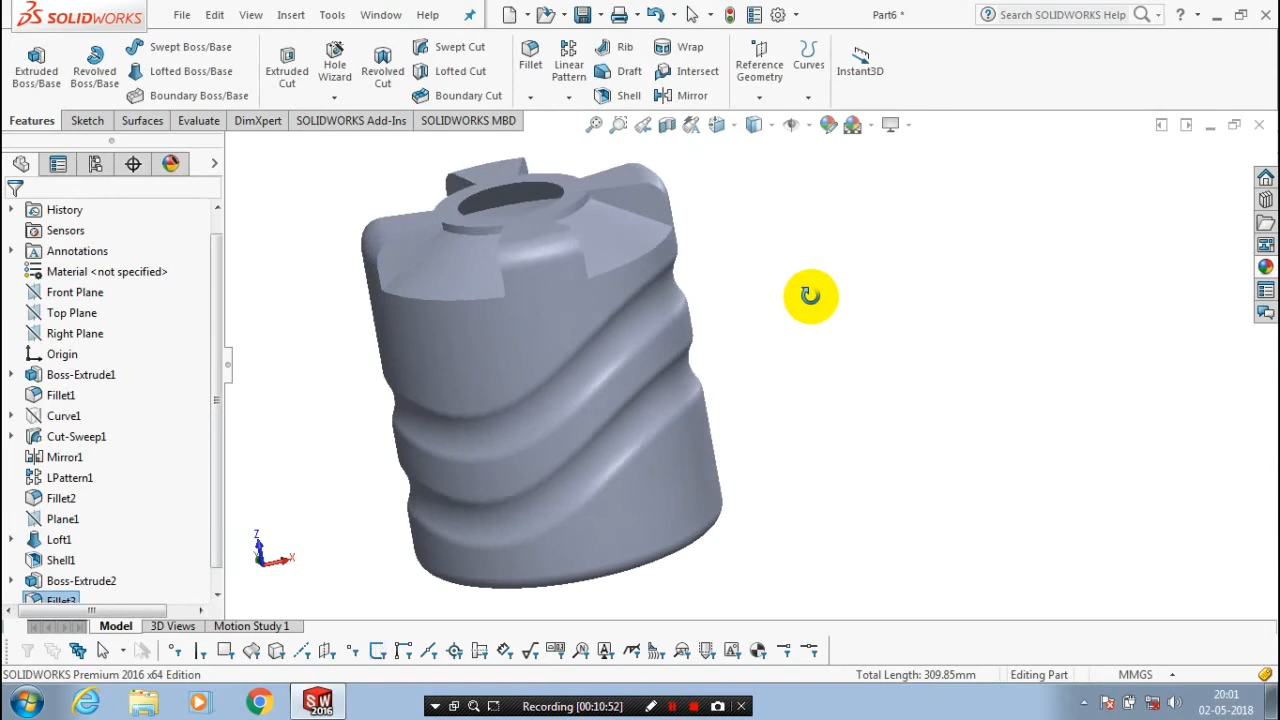 SOLIDWORKS File Edit View Insert Tools Window Help Part6 * Search SOLIDWORKS Help
Extruded Boss/Base
Revolved Boss/Base
Swept Boss/Base
Lofted Boss/Base
Boundary Boss/Base
Extruded Cut
Hole Wizard
Revolved Cut
Swept Cut
Lofted Cut
Boundary Cut
Fillet
Linear Pattern
Rib
Draft
Shell
Wrap
Intersect
Mirror
Reference Geometry
Curves
Instant3D
Features Sketch Surfaces Evaluate DimXpert SOLIDWORKS Add-Ins SOLIDWORKS MBD
History
Sensors
Annotations
Material <not specified>
Front Plane
Top Plane
Right Plane
Origin
Boss-Extrude1
Fillet1
Curve1
Cut-Sweep1
Mirror1
LPattern1
Fillet2
Plane1
Loft1
Shell1
Boss-Extrude2
Fillet3
Z
X
Model 3D Views Motion Study 1
SOLIDWORKS Premium 2016 x64 Edition Total Length: 309.85mm Editing Part MMGS
SW 2016
Recording [00:10:52]
20:01
02-05-2018